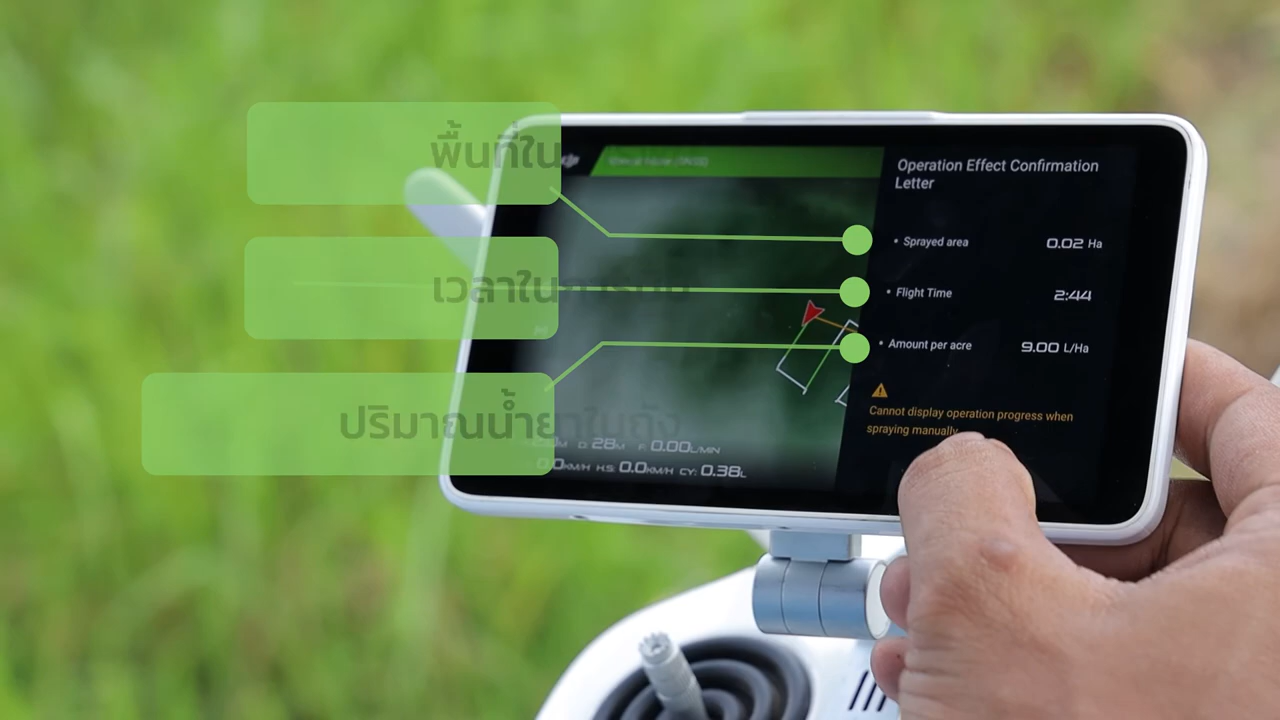 พื้นที่ใน
เวลาใน
ปริมาณน้ำยาในถัง
Operation Effect Confirmation
Letter
• Sprayed area 0.02 Ha
• Flight Time 2:44
• Amount per acre 9.00 L/Ha
Cannot display operation progress when
spraying manually
D: 28M F: 0.00L/MIN
0.0KM/H H.S: 0.0KM/H CY: 0.38L